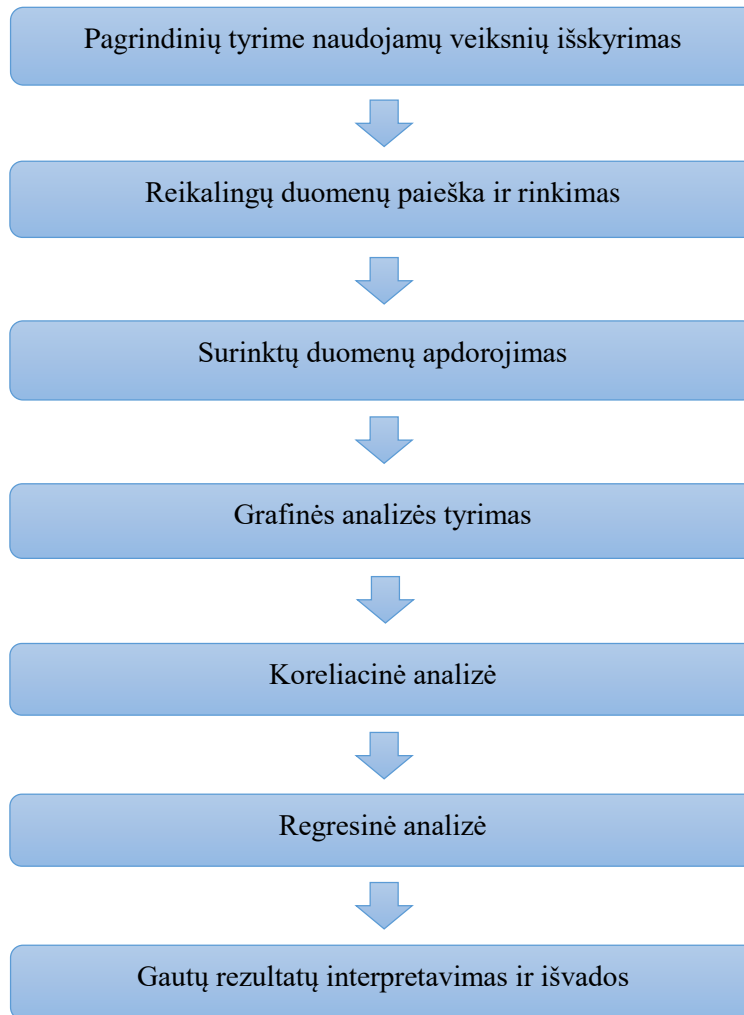 Pagrindinių tyrime naudojamų veiksnių išskyrimas
Reikalingų duomenų paieška ir rinkimas
Surinktų duomenų apdorojimas
Grafinės analizės tyrimas
Koreliacinė analizė
Regresinė analizė
Gautų rezultatų interpretavimas ir išvados